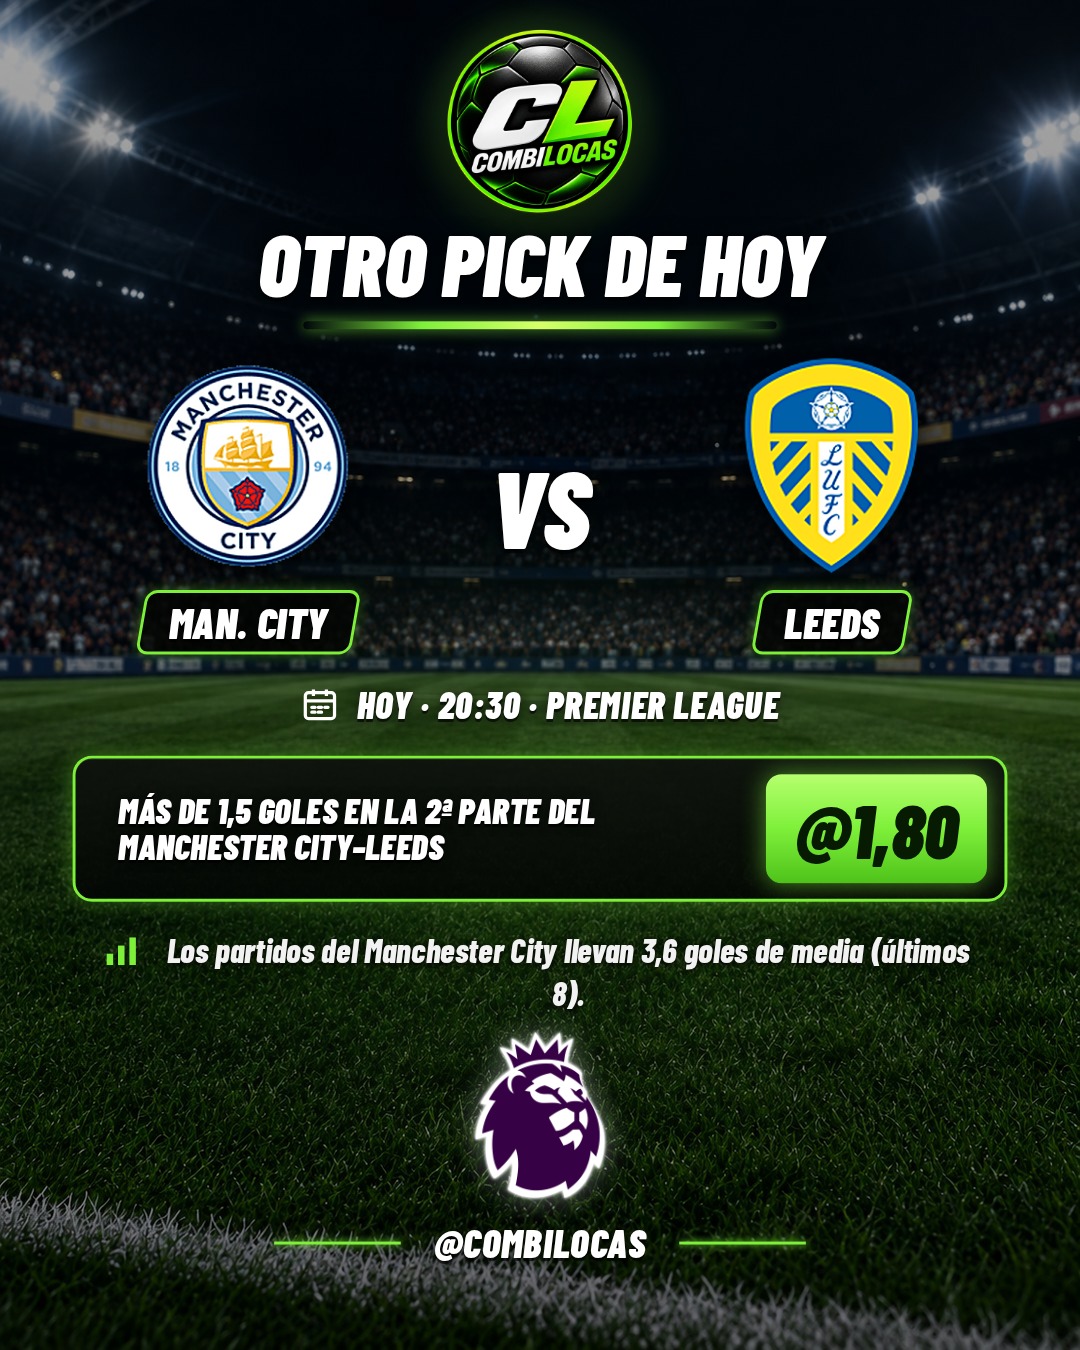 CL
COMBILOCAS
OTRO PICK DE HOY
MANCHESTER
18 94
CITY
LUFC
VS
MAN. CITY
LEEDS
HOY · 20:30 · PREMIER LEAGUE
MÁS DE 1,5 GOLES EN LA 2ª PARTE DEL
MANCHESTER CITY-LEEDS
@1,80
Los partidos del Manchester City llevan 3,6 goles de media (últimos
8).
@COMBILOCAS